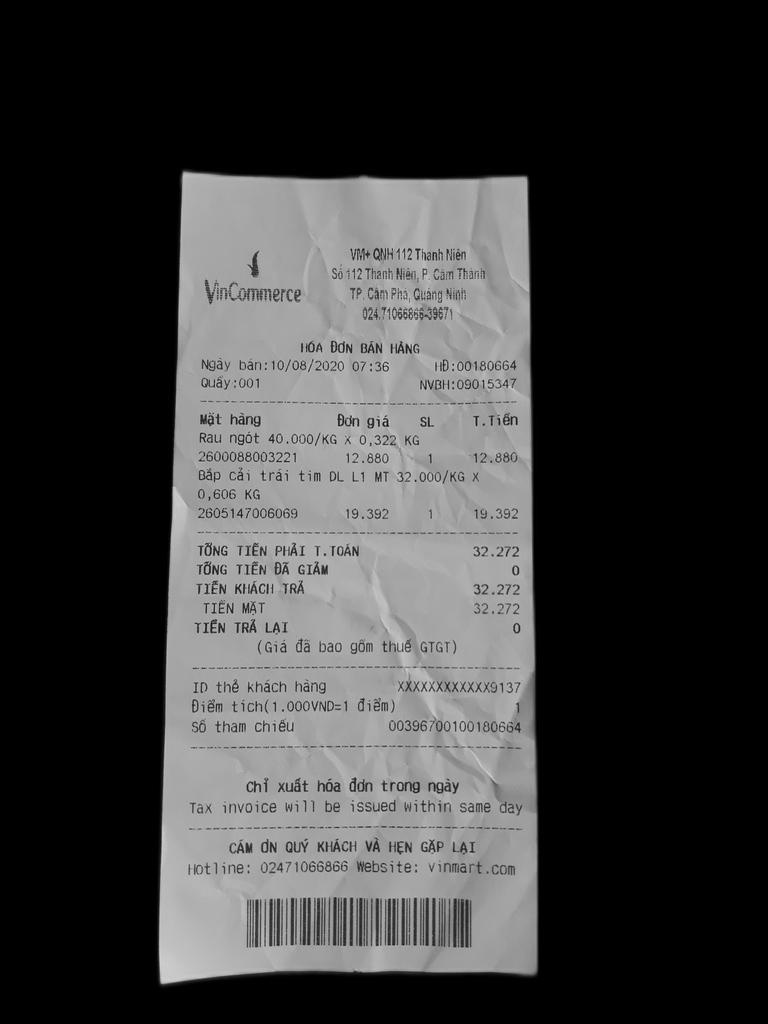 VinCommerce
VM+ QNH 112 Thanh Niên
Số 112 Thanh Niên, P. Cẩm Thành
TP. Cẩm Phả, Quảng Ninh
024.71066866-39671
HÓA ĐƠN BÁN HÀNG
Ngày bán:10/08/2020 07:36 HĐ:00180664
Quầy:001 NVBH:09015347
Mặt hàng Đơn giá SL T.Tiền
Rau ngót 40.000/KG X 0,322 KG
2600088003221 12.880 1 12.880
Bắp cải trái tim DL L1 MT 32.000/KG X
0,606 KG
2605147006069 19.392 1 19.392
TỔNG TIỀN PHẢI T.TOÁN 32.272
TỔNG TIỀN ĐÃ GIẢM 0
TIỀN KHÁCH TRẢ 32.272
TIỀN MẶT 32.272
TIỀN TRẢ LẠI 0
(Giá đã bao gồm thuế GTGT)
ID thẻ khách hàng XXXXXXXXXXXX9137
Điểm tích(1.000VND=1 điểm) 1
Số tham chiếu 00396700100180664
Chỉ xuất hóa đơn trong ngày
Tax invoice will be issued within same day
CẢM ƠN QUÝ KHÁCH VÀ HẸN GẶP LẠI
Hotline: 02471066866 Website: vinmart.com